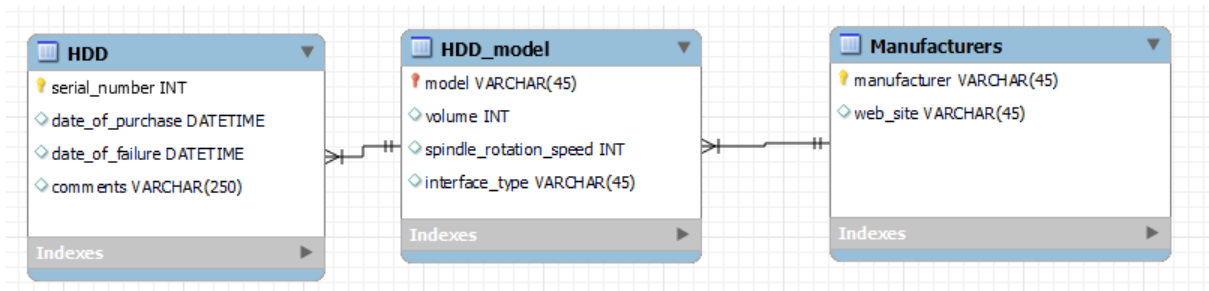 HDD
serial_number INT
date_of_purchase DATETIME
date_of_failure DATETIME
comments VARCHAR(250)
Indexes
HDD_model
model VARCHAR(45)
volume INT
spindle_rotation_speed INT
interface_type VARCHAR(45)
Indexes
Manufacturers
manufacturer VARCHAR(45)
web_site VARCHAR(45)
Indexes